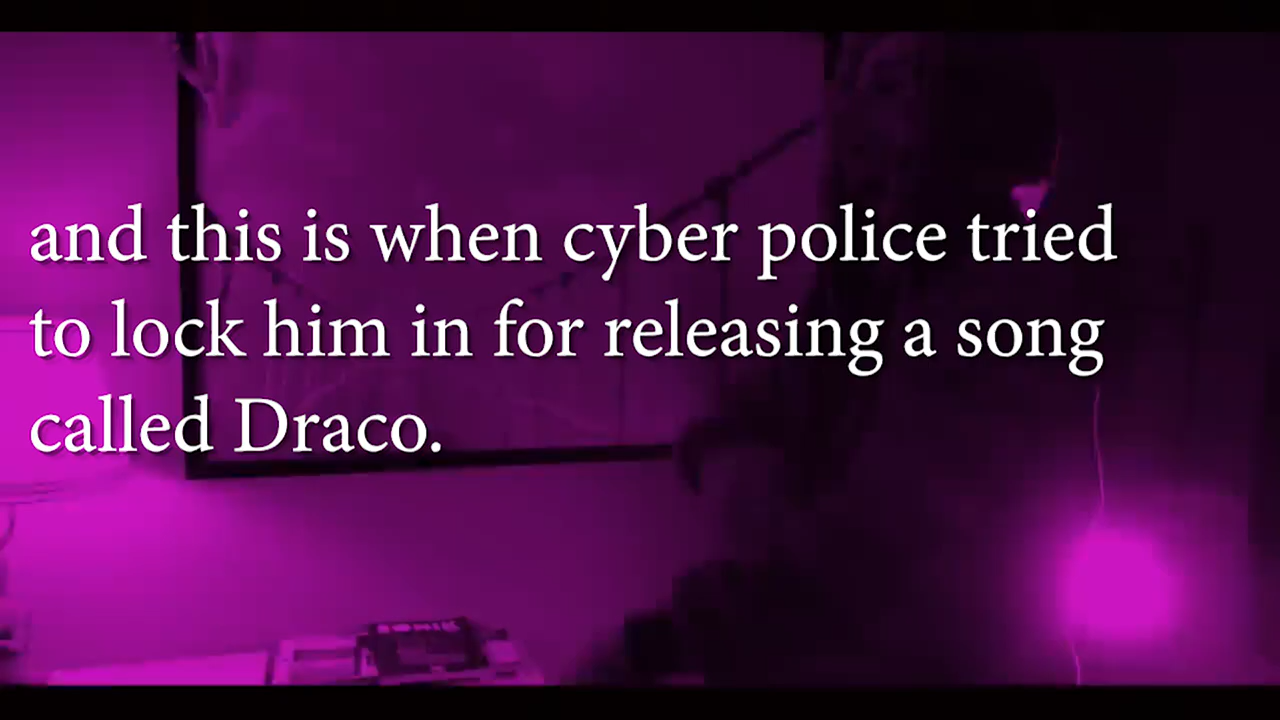 and this is when cyber police tried
to lock him in for releasing a song
called Draco.